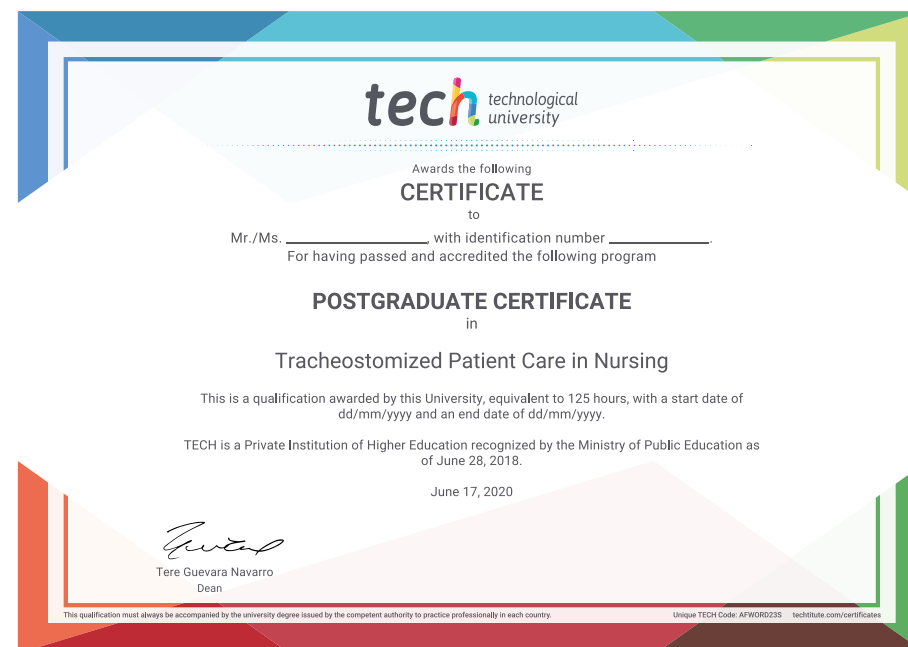 tech technological
university
Awards the following
CERTIFICATE
to
Mr./Ms. ____________________, with identification number ______________.
For having passed and accredited the following program
POSTGRADUATE CERTIFICATE
in
Tracheostomized Patient Care in Nursing
This is a qualification awarded by this University, equivalent to 125 hours, with a start date of
dd/mm/yyyy and an end date of dd/mm/yyyy.
TECH is a Private Institution of Higher Education recognized by the Ministry of Public Education as
of June 28, 2018.
June 17, 2020
Tere Guevara Navarro
Dean
This qualification must always be accompanied by the university degree issued by the competent authority to practice professionally in each country.
Unique TECH Code: AFWORD23S techtitute.com/certificates